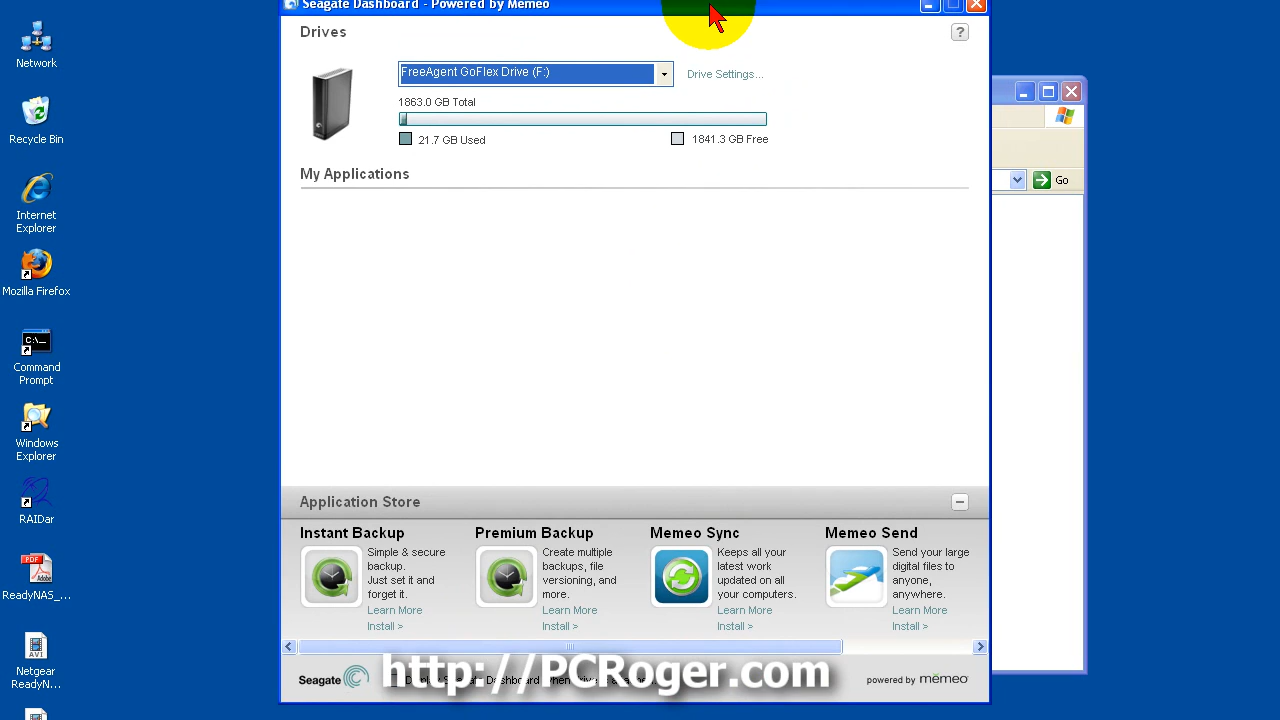 Seagate Dashboard - Powered by Memeo
Drives
?
FreeAgent GoFlex Drive (F:)
Drive Settings...
1863.0 GB Total
21.7 GB Used
1841.3 GB Free
My Applications
Go
Network
Recycle Bin
Internet
Explorer
Mozilla Firefox
C:\_
Command
Prompt
Windows
Explorer
RAIDar
PDF
Adobe
ReadyNAS_...
AVI
Netgear
ReadyN...
Application Store
Instant Backup
Simple & secure
backup.
Just set it and
forget it.
Learn More
Install >
Premium Backup
Create multiple
backups, file
versioning, and
more.
Learn More
Install >
Memeo Sync
Keeps all your
latest work
updated on all
your computers.
Learn More
Install >
Memeo Send
Send your large
digital files to
anyone,
anywhere.
Learn More
Install >
Seagate
http://PCRoger.com
powered by memeo